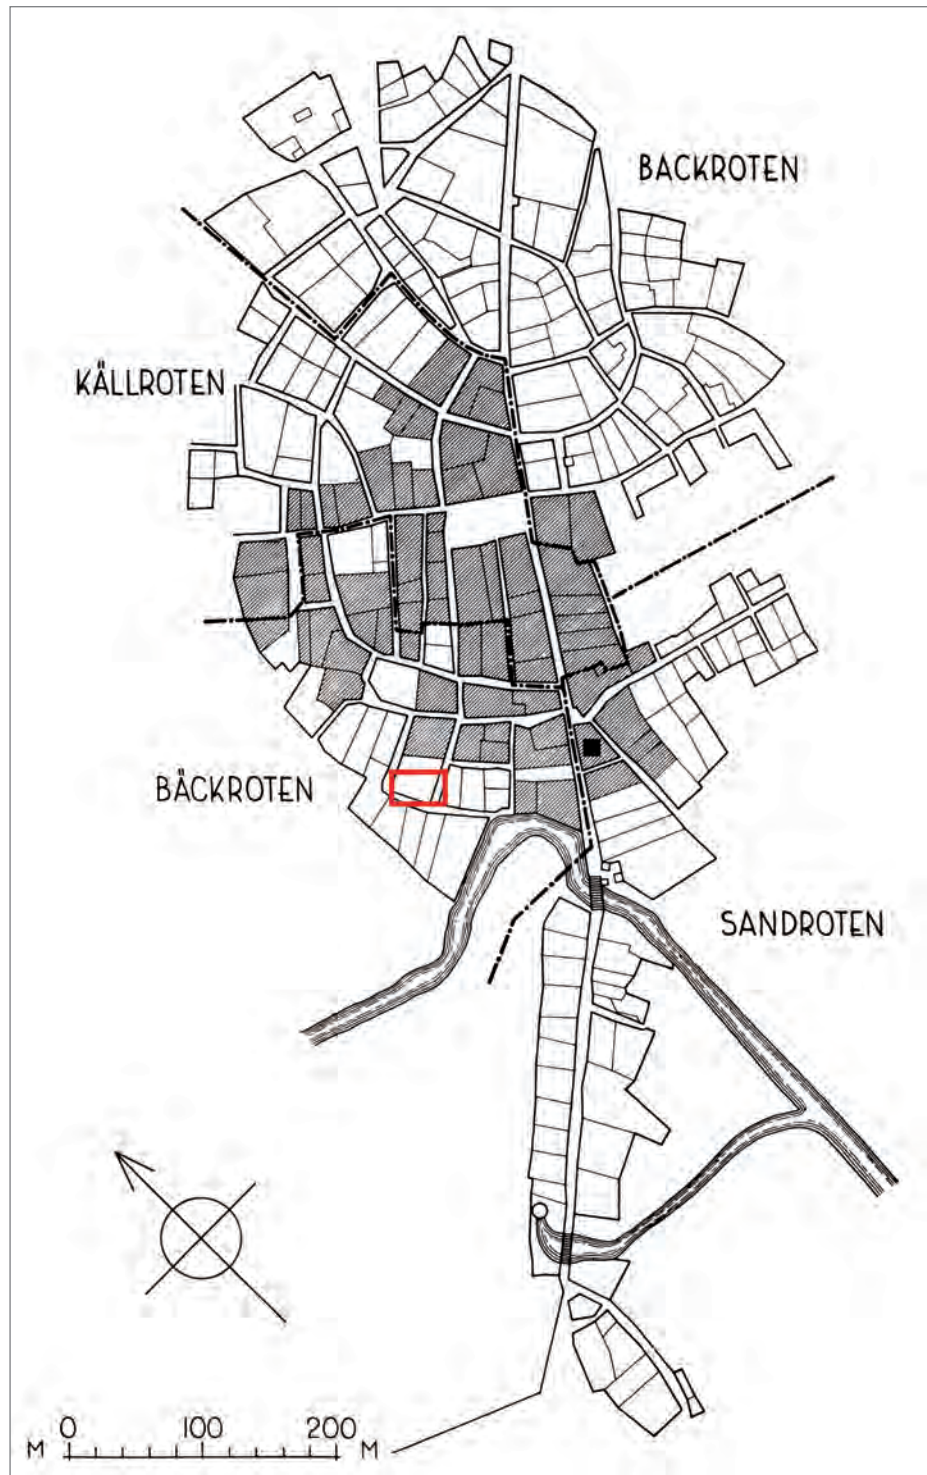 BACKROTEN
KÄLLROTEN
BÄCKROTEN
SANDROTEN
0 100 200
M M